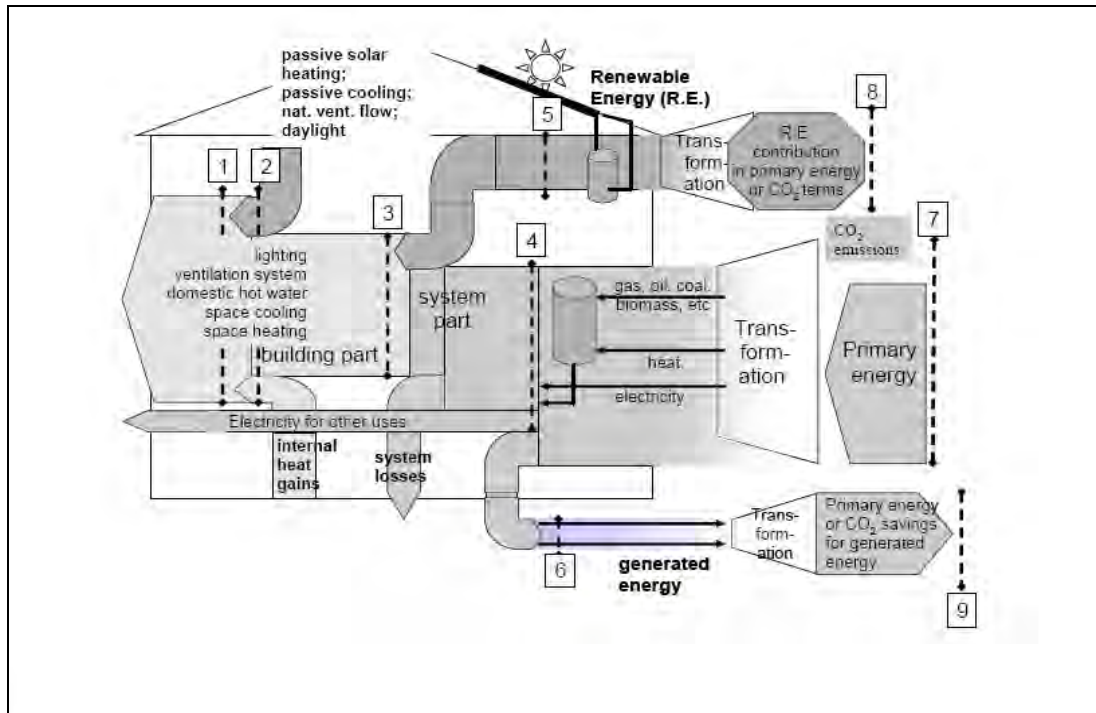 passive solar
heating;
passive cooling;
nat. vent. flow;
daylight
Renewable
Energy (R.E.)
1
2
3
4
5
8
7
Trans-
form-
ation
R.E.
contribution
in primary energy
or CO2 terms
CO2
emissions
lighting
ventilation system
domestic hot water
space cooling
space heating
building part
system
part
gas, oil, coal,
biomass, etc
heat
electricity
Trans-
form-
ation
Primary
energy
Electricity for other uses
internal
heat
gains
system
losses
6
generated
energy
Trans-
form-
ation
Primary energy
or CO2 savings
for generated
energy
9